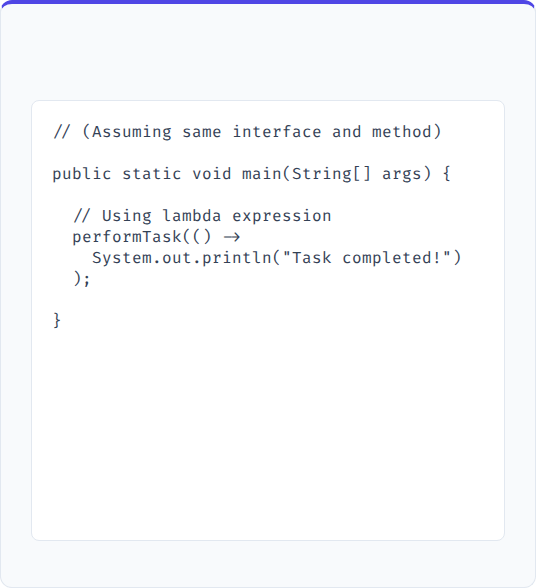 // (Assuming same interface and method)
public static void main(String[] args) {
// Using lambda expression
performTask(() ->
System.out.println("Task completed!")
);
}